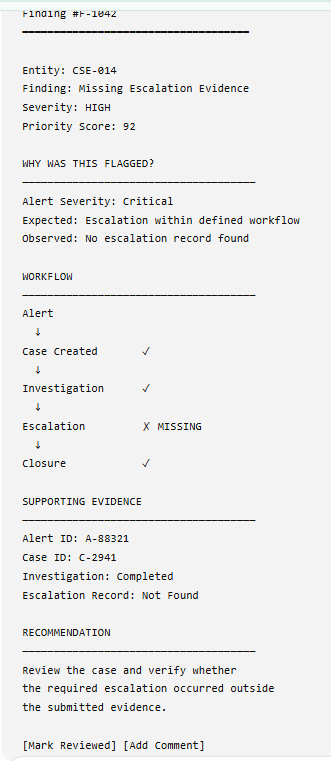 Finding #F-1042
Entity: CSE-014
Finding: Missing Escalation Evidence
Severity: HIGH
Priority Score: 92
WHY WAS THIS FLAGGED?
Alert Severity: Critical
Expected: Escalation within defined workflow
Observed: No escalation record found
WORKFLOW
Alert
↓
Case Created ✓
↓
Investigation ✓
↓
Escalation ✗ MISSING
↓
Closure ✓
SUPPORTING EVIDENCE
Alert ID: A-88321
Case ID: C-2941
Investigation: Completed
Escalation Record: Not Found
RECOMMENDATION
Review the case and verify whether
the required escalation occurred outside
the submitted evidence.
[Mark Reviewed] [Add Comment]